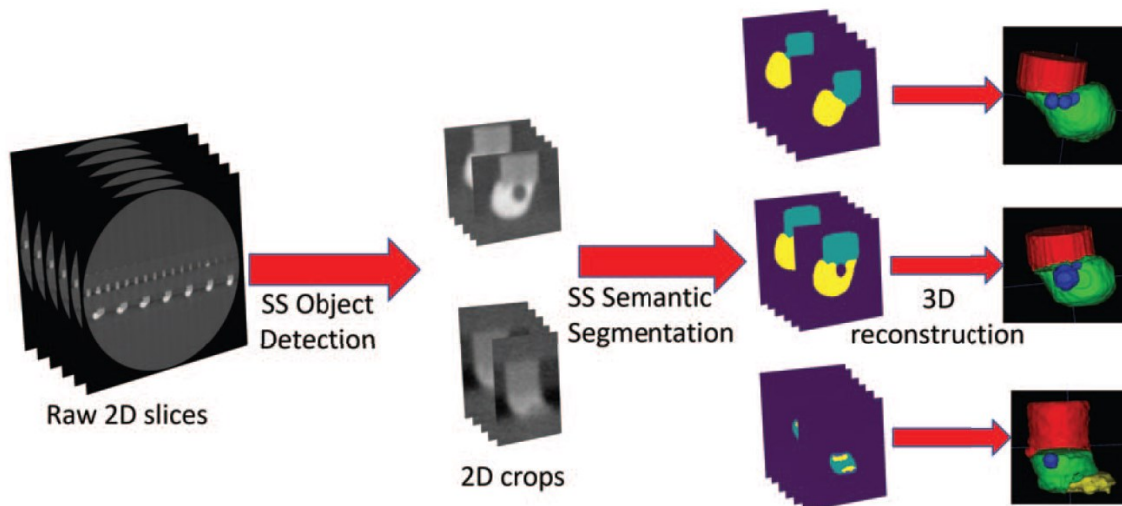 SS Object
Detection
Raw 2D slices
2D crops
SS Semantic
Segmentation
3D
reconstruction